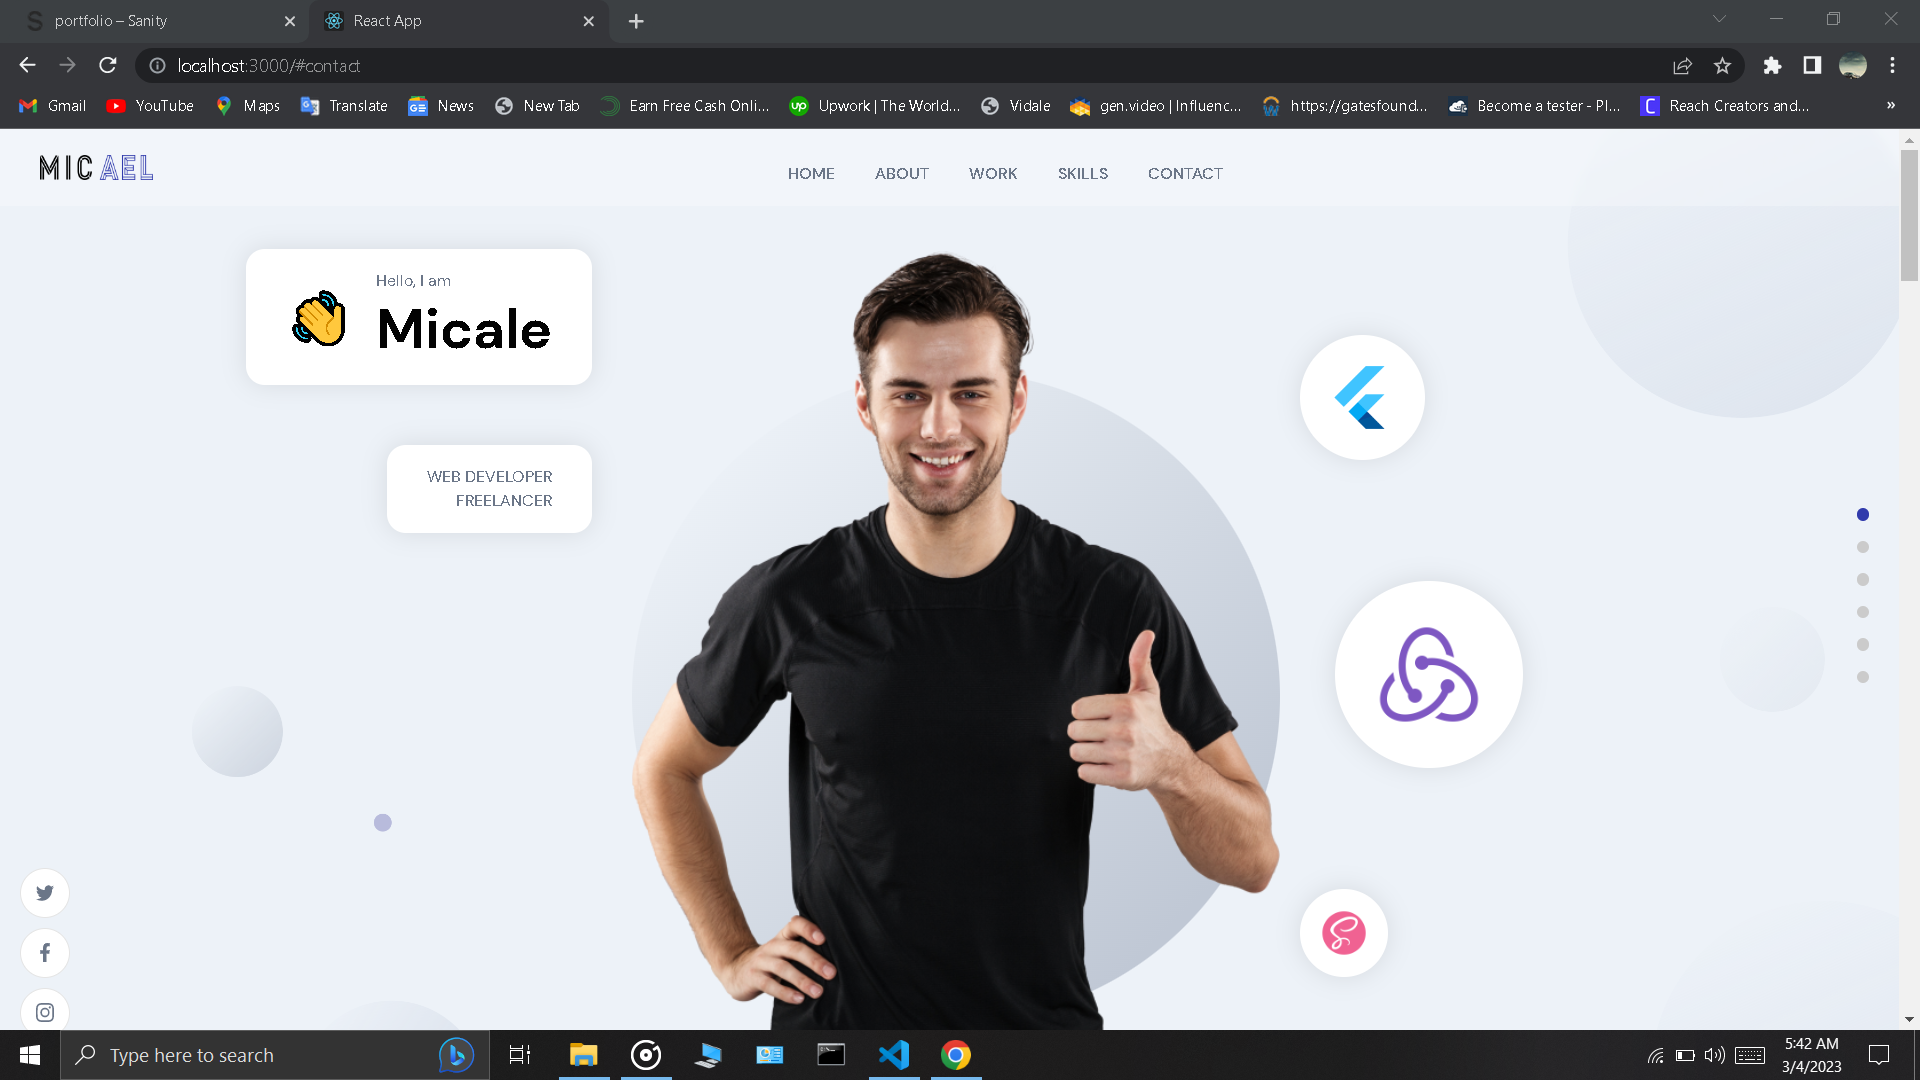 S portfolio – Sanity
React App
localhost:3000/#contact
Gmail
YouTube
Maps
Translate
News
New Tab
Earn Free Cash Onli...
up Upwork | The World...
Vidale
gen.video | Influenc...
https://gatesfound...
Become a tester - Pl...
C Reach Creators and...
»
MICAEL
HOME
ABOUT
WORK
SKILLS
CONTACT
Hello, I am
Micale
WEB DEVELOPER
FREELANCER
Type here to search
5:42 AM
3/4/2023